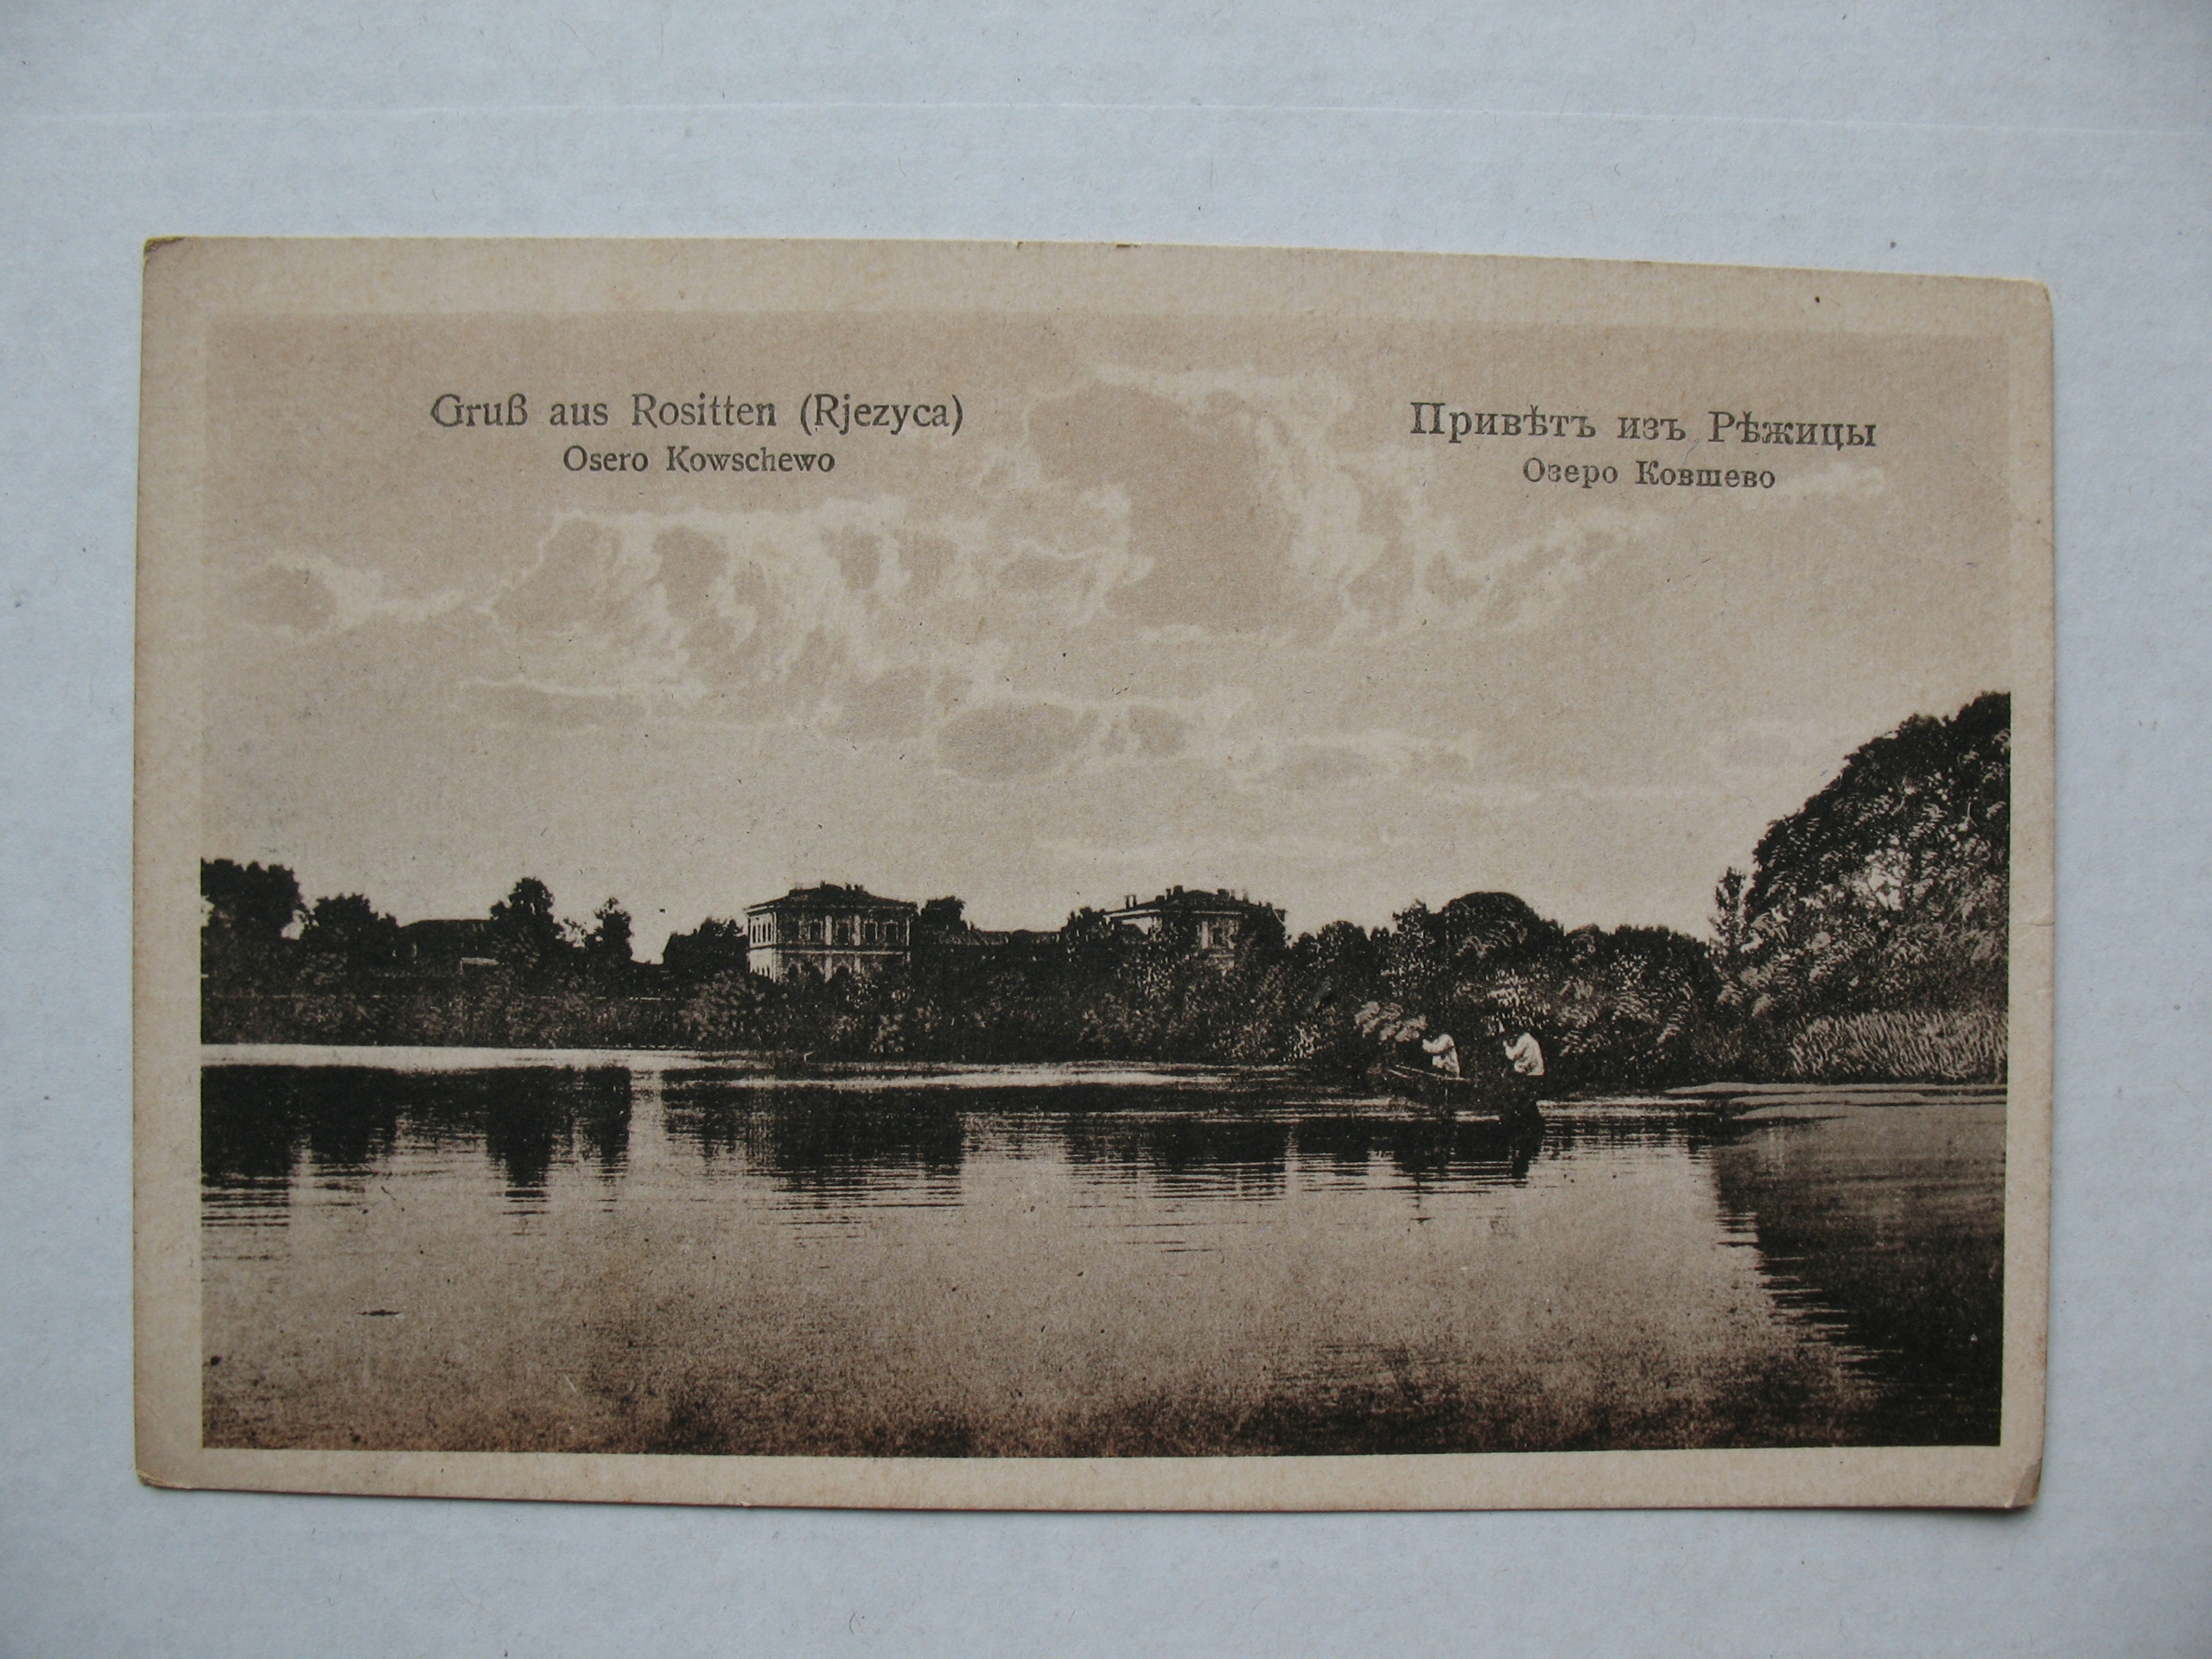 Gruß aus Rositten (Rjezyca)
Osero Kowschewo
Привѣтъ изъ Рѣжицы
Озеро Ковшево